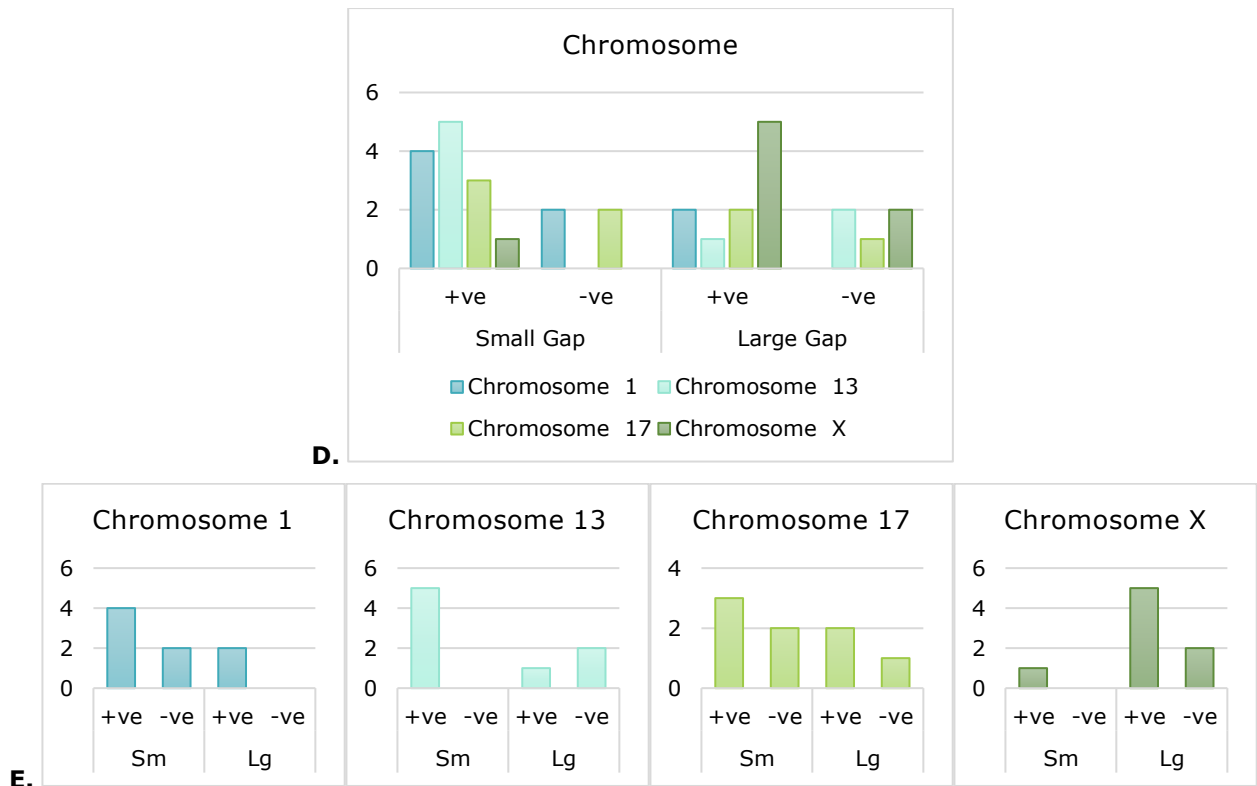 Chromosome
6
4
2
0
+ve -ve +ve -ve
Small Gap Large Gap
Chromosome 1 Chromosome 13
Chromosome 17 Chromosome X
D.
Chromosome 1 Chromosome 13 Chromosome 17 Chromosome X
6 6 4 6
4 4 2 4
2 2 0 2
0 0 0
+ve -ve +ve -ve +ve -ve +ve -ve +ve -ve +ve -ve +ve -ve +ve -ve
Sm Lg Sm Lg Sm Lg Sm Lg
E.